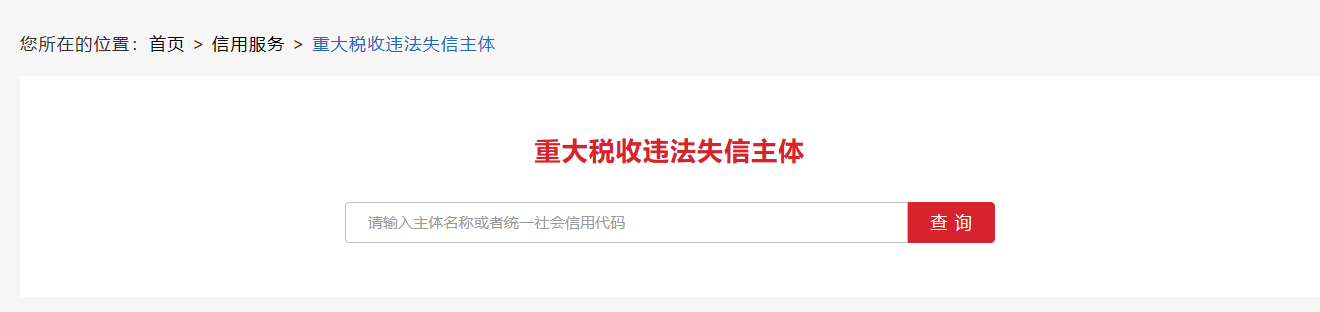 您所在的位置：首页 > 信用服务 > 重大税收违法失信主体
重大税收违法失信主体
请输入主体名称或者统一社会信用代码
查 询